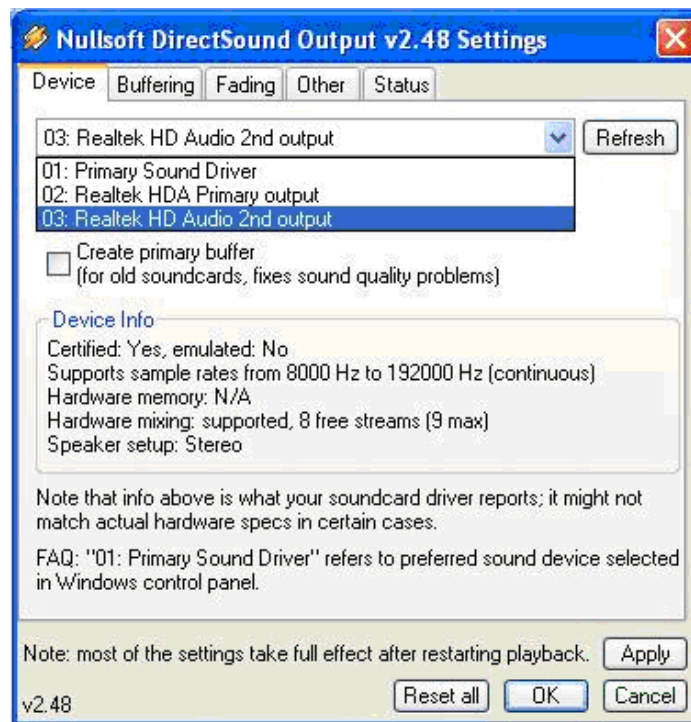 Nullsoft DirectSound Output v2.48 Settings
Device Buffering Fading Other Status
03: Realtek HD Audio 2nd output Refresh
01: Primary Sound Driver
02: Realtek HDA Primary output
03: Realtek HD Audio 2nd output
Create primary buffer
(for old soundcards, fixes sound quality problems)
Device Info
Certified: Yes, emulated: No
Supports sample rates from 8000 Hz to 192000 Hz (continuous)
Hardware memory: N/A
Hardware mixing: supported, 8 free streams (9 max)
Speaker setup: Stereo
Note that info above is what your soundcard driver reports; it might not
match actual hardware specs in certain cases.
FAQ: "01: Primary Sound Driver" refers to preferred sound device selected
in Windows control panel.
Note: most of the settings take full effect after restarting playback. Apply
v2.48 Reset all OK Cancel